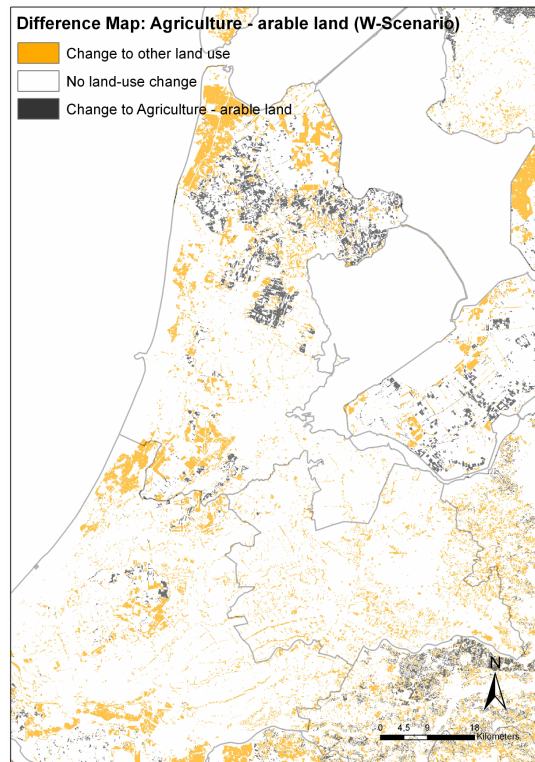 Difference Map: Agriculture - arable land (W-Scenario)
Change to other land use
No land-use change
Change to Agriculture - arable land
N
0 4,5 9 18
Kilometers